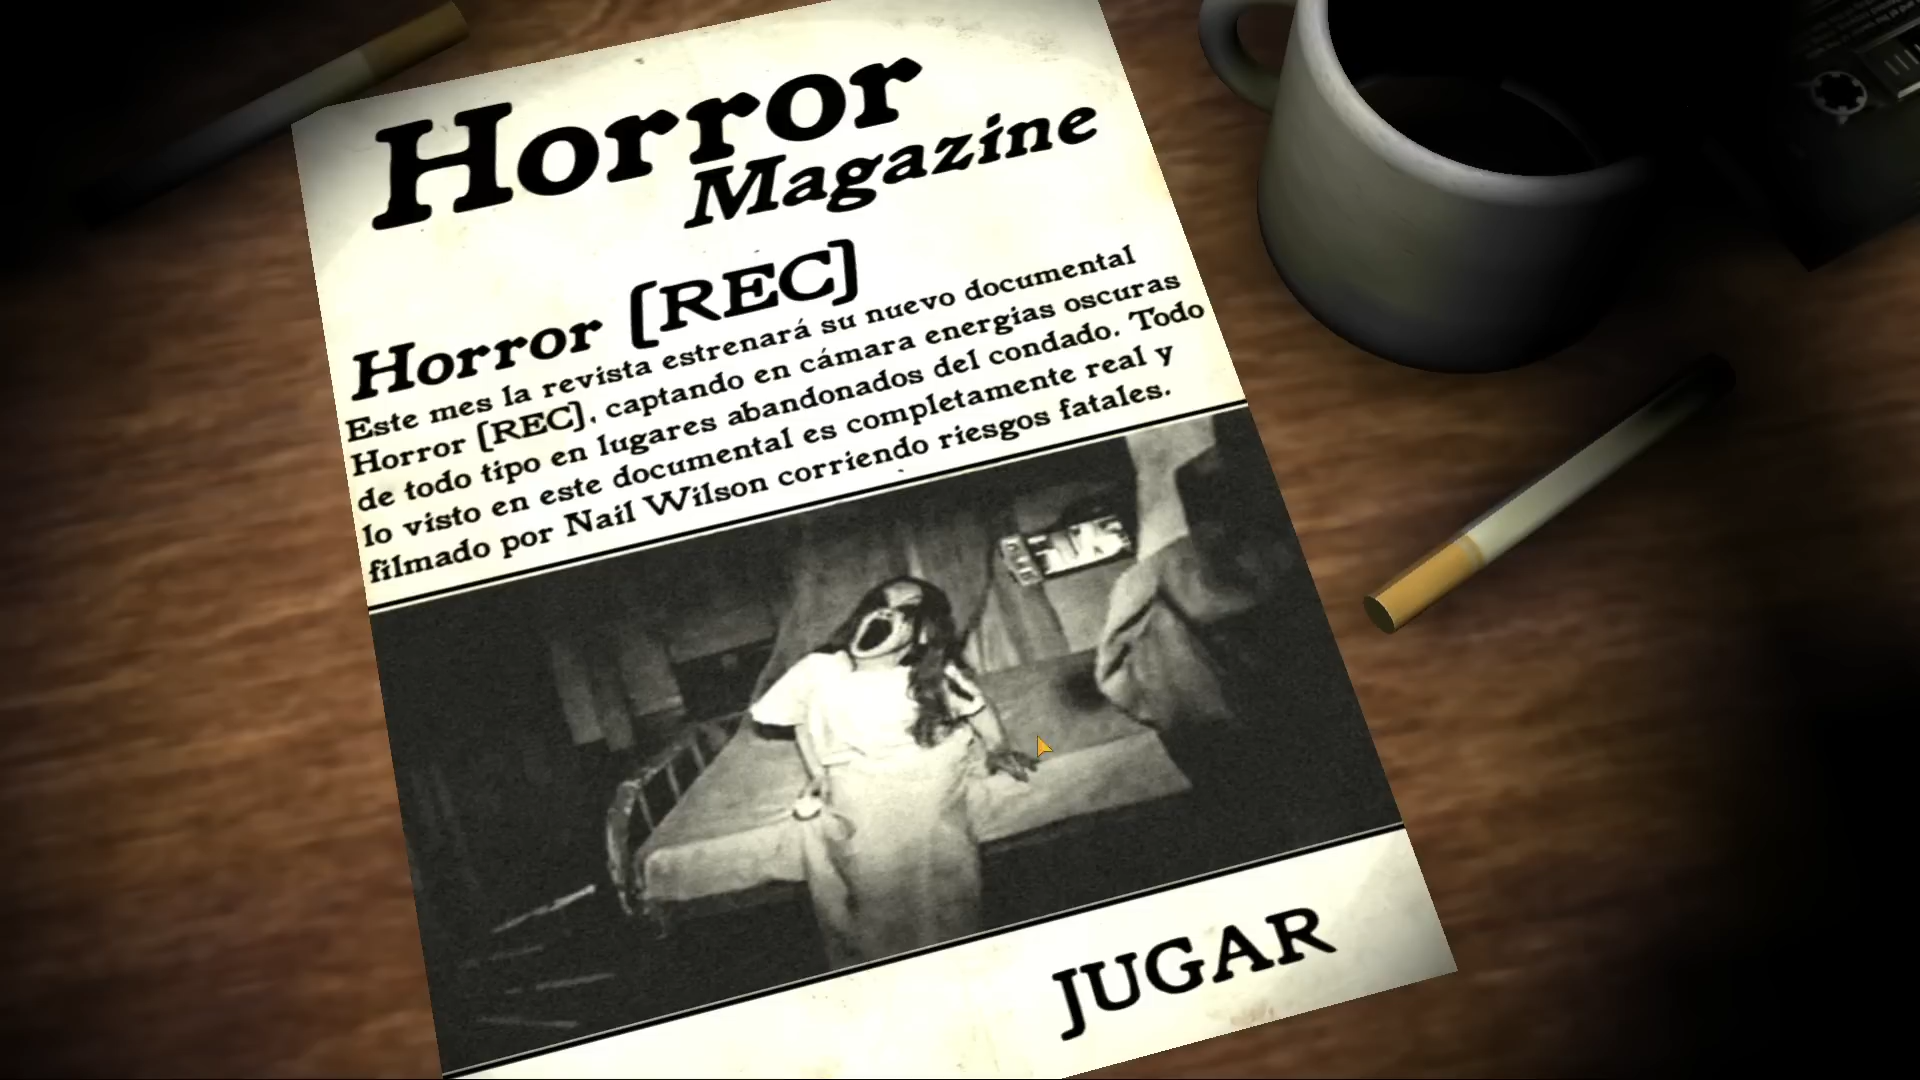 Horror
Magazine
Horror [REC]
Este mes la revista estrenará su nuevo documental
Horror [REC], captando en cámara energias oscuras
de todo tipo en lugares abandonados del condado. Todo
lo visto en este documental es completamente real y
filmado por Nail Wilson corriendo riesgos fatales.
JUGAR